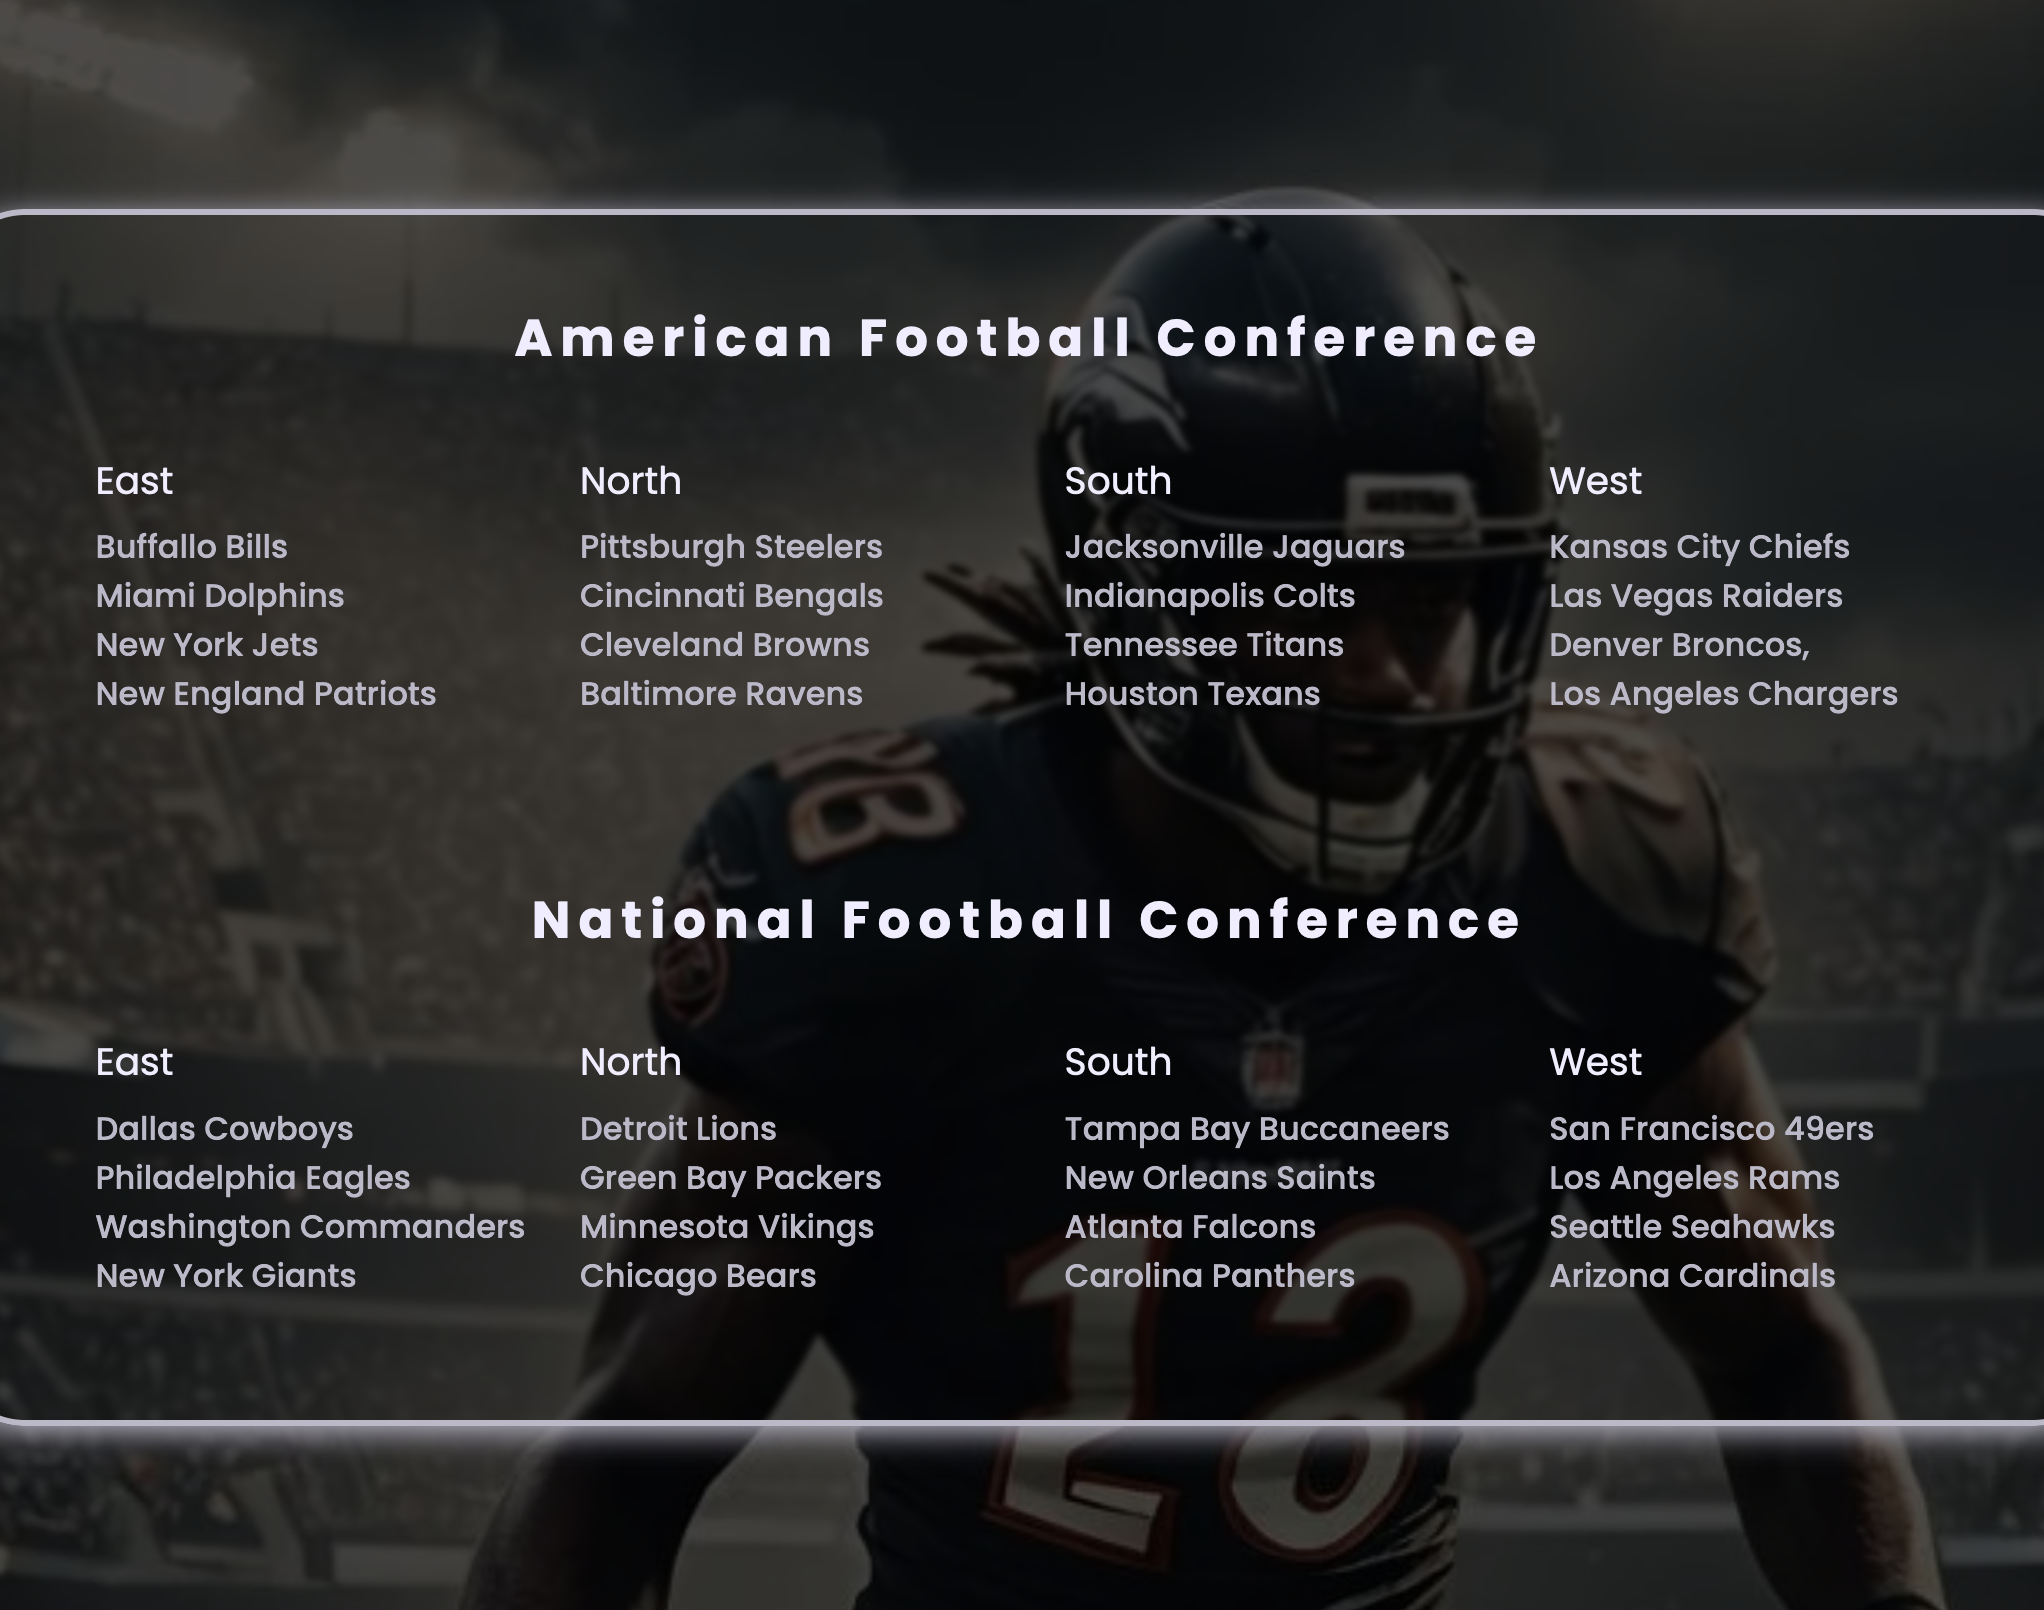 American Football Conference
East
Buffallo Bills
Miami Dolphins
New York Jets
New England Patriots
North
Pittsburgh Steelers
Cincinnati Bengals
Cleveland Browns
Baltimore Ravens
South
Jacksonville Jaguars
Indianapolis Colts
Tennessee Titans
Houston Texans
West
Kansas City Chiefs
Las Vegas Raiders
Denver Broncos,
Los Angeles Chargers
National Football Conference
East
Dallas Cowboys
Philadelphia Eagles
Washington Commanders
New York Giants
North
Detroit Lions
Green Bay Packers
Minnesota Vikings
Chicago Bears
South
Tampa Bay Buccaneers
New Orleans Saints
Atlanta Falcons
Carolina Panthers
West
San Francisco 49ers
Los Angeles Rams
Seattle Seahawks
Arizona Cardinals